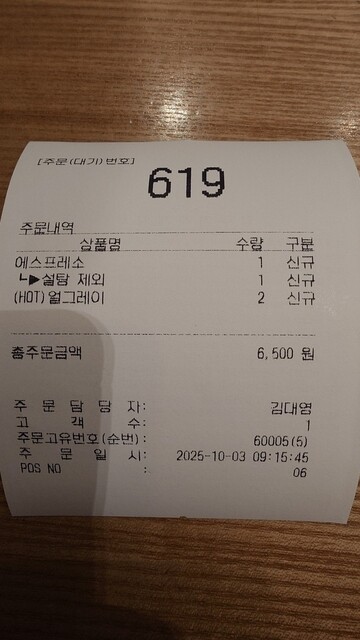 [주문(대기)번호]
619
주문내역
상품명 수량 구분
에스프레소 1 신규
┗▶설탕 제외 1 신규
(HOT)얼그레이 2 신규
총주문금액 6,500 원
주 문 담 당 자: 김대영
고 객 수: 1
주문고유번호(순번): 60005(5)
주 문 일 시: 2025-10-03 09:15:45
POS NO : 06